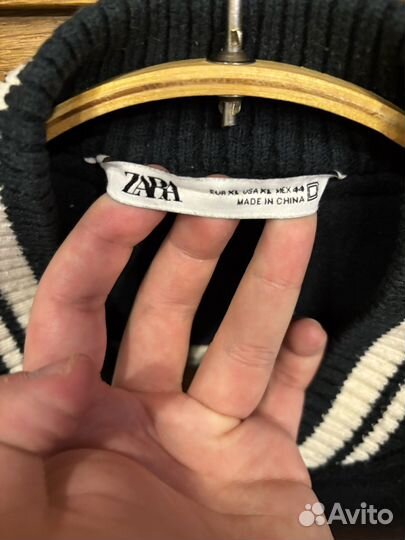 ZARA
EUR XL USA XL MEX 44
MADE IN CHINA
Avito